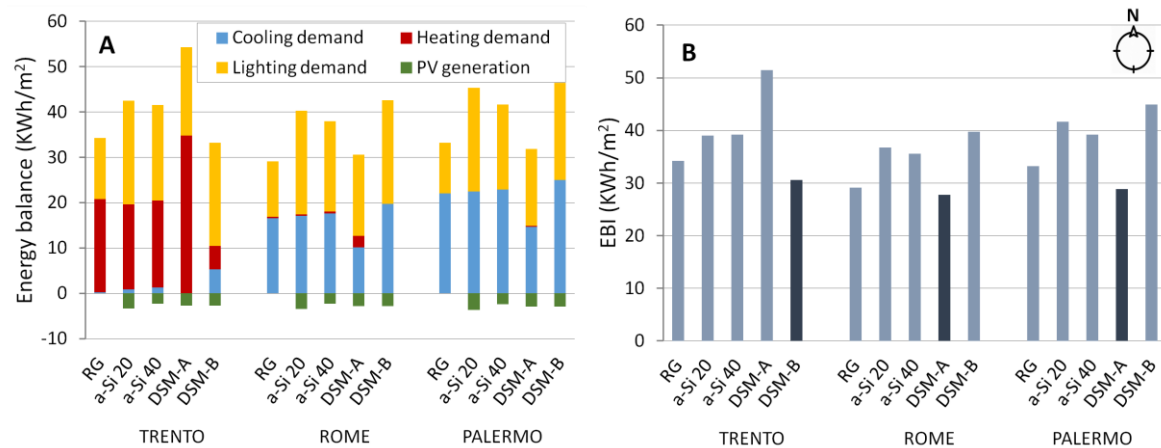 A
Cooling demand
Heating demand
Lighting demand
PV generation
Energy balance (KWh/m²)
60
50
40
30
20
10
0
-10
RG
a-Si 20
a-Si 40
DSM-A
DSM-B
RG
a-Si 20
a-Si 40
DSM-A
DSM-B
RG
a-Si 20
a-Si 40
DSM-A
DSM-B
TRENTO
ROME
PALERMO
B
N
EBI (KWh/m²)
60
50
40
30
20
10
0
RG
a-Si 20
a-Si 40
DSM-A
DSM-B
RG
a-Si 20
a-Si 40
DSM-A
DSM-B
RG
a-Si 20
a-Si 40
DSM-A
DSM-B
TRENTO
ROME
PALERMO